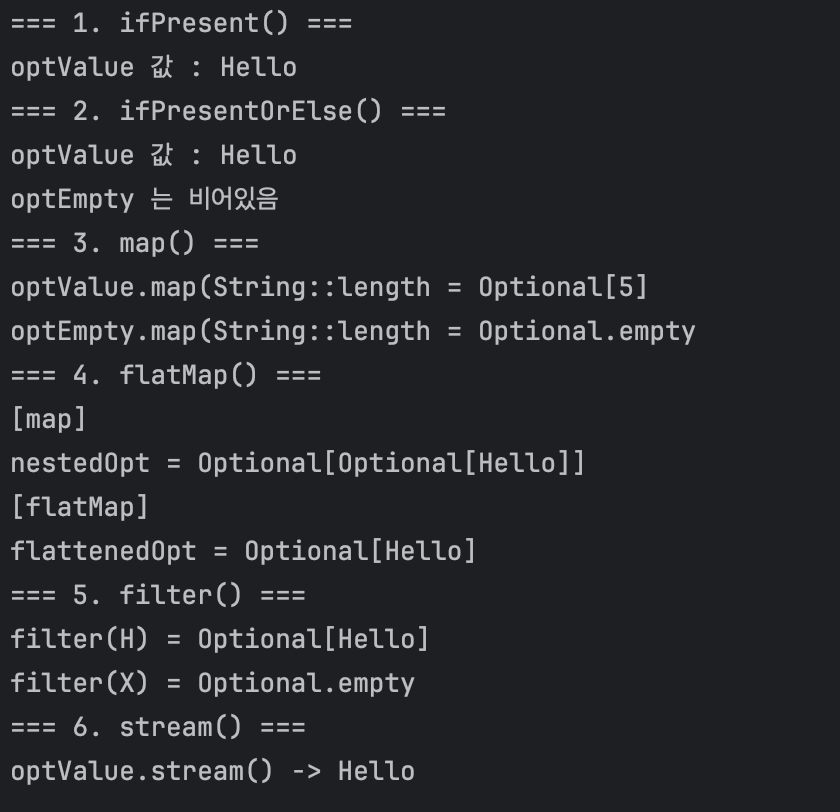 === 1. ifPresent() ===
optValue 값 : Hello
=== 2. ifPresentOrElse() ===
optValue 값 : Hello
optEmpty 는 비어있음
=== 3. map() ===
optValue.map(String::length = Optional[5]
optEmpty.map(String::length = Optional.empty
=== 4. flatMap() ===
[map]
nestedOpt = Optional[Optional[Hello]]
[flatMap]
flattenedOpt = Optional[Hello]
=== 5. filter() ===
filter(H) = Optional[Hello]
filter(X) = Optional.empty
=== 6. stream() ===
optValue.stream() -> Hello